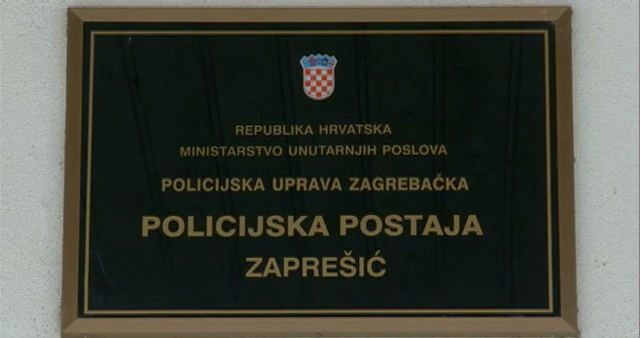 REPUBLIKA HRVATSKA
MINISTARSTVO UNUTARNJIH POSLOVA
POLICIJSKA UPRAVA ZAGREBAČKA
POLICIJSKA POSTAJA
ZAPREŠIĆ